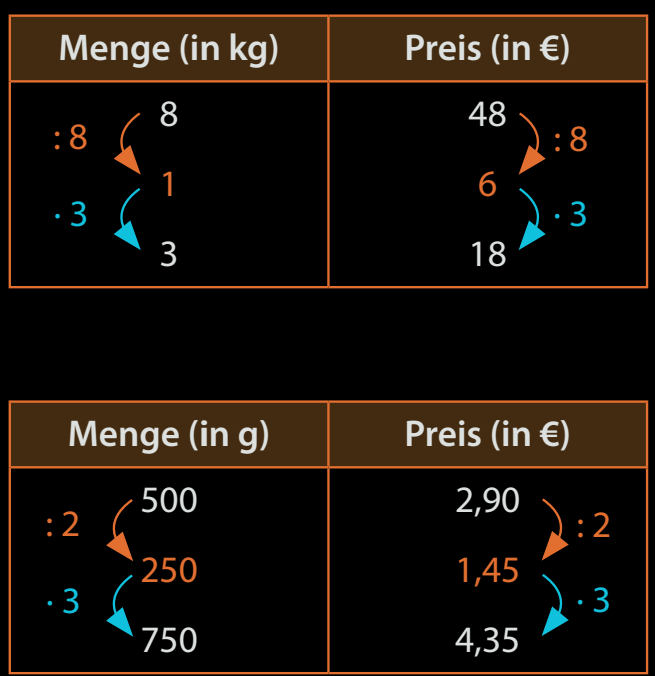 Menge (in kg) Preis (in €)
8 48
: 8 : 8
1 6
· 3 · 3
3 18
Menge (in g) Preis (in €)
500 2,90
: 2 : 2
250 1,45
· 3 · 3
750 4,35